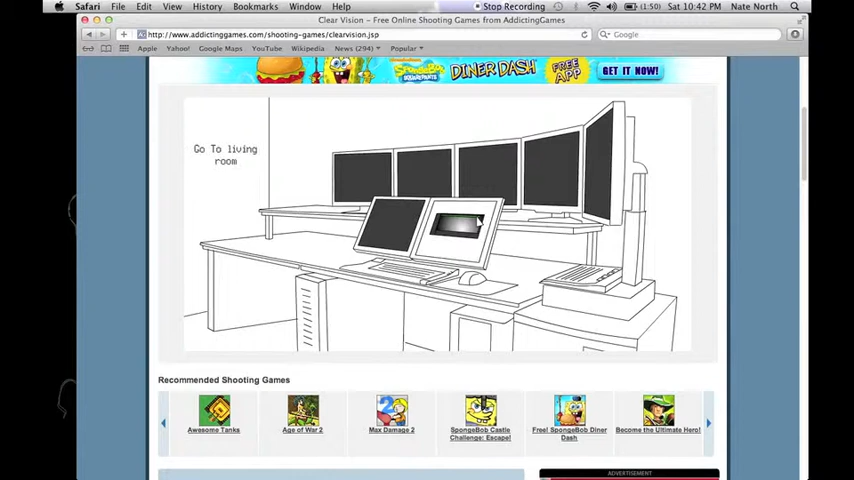 Safari File Edit View History Bookmarks Window Help Stop Recording (1:50) Sat 10:42 PM Nate North
Clear Vision – Free Online Shooting Games from AddictingGames
http://www.addictinggames.com/shooting-games/clearvision.jsp Google
Apple Yahoo! Google Maps YouTube Wikipedia News (294) Popular
SpongeBob SquarePants DINER DASH FREE APP GET IT NOW!
Go To living
room
Recommended Shooting Games
2
Awesome Tanks Age of War 2 Max Damage 2 SpongeBob Castle Challenge: Escape! Free! SpongeBob Diner Dash Become the Ultimate Hero!
ADVERTISEMENT